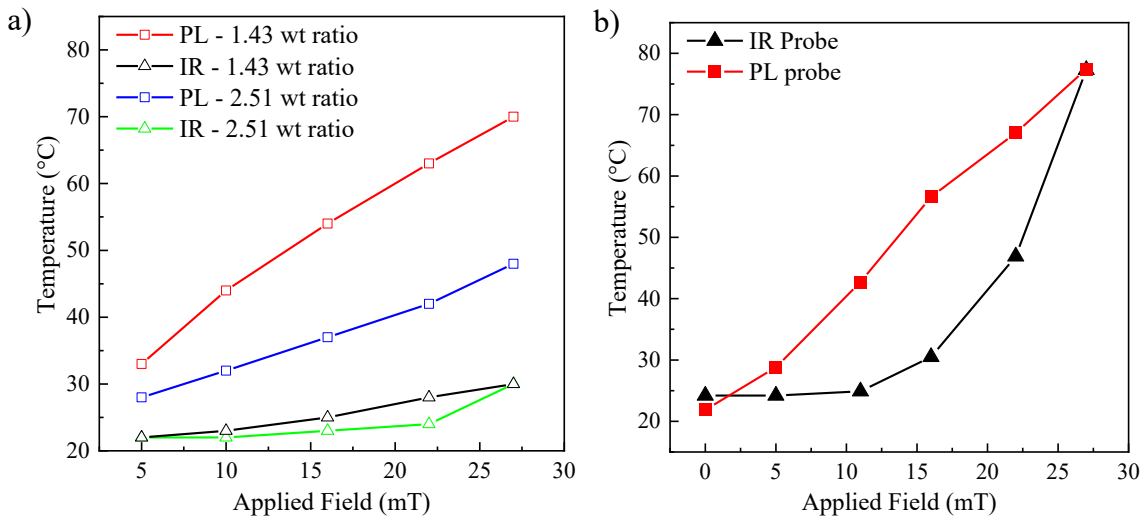 a)
PL - 1.43 wt ratio
IR - 1.43 wt ratio
PL - 2.51 wt ratio
IR - 2.51 wt ratio
Temperature (°C)
80
70
60
50
40
30
20
5 10 15 20 25 30
Applied Field (mT)
b)
IR Probe
PL probe
Temperature (°C)
80
70
60
50
40
30
20
0 5 10 15 20 25 30
Applied Field (mT)